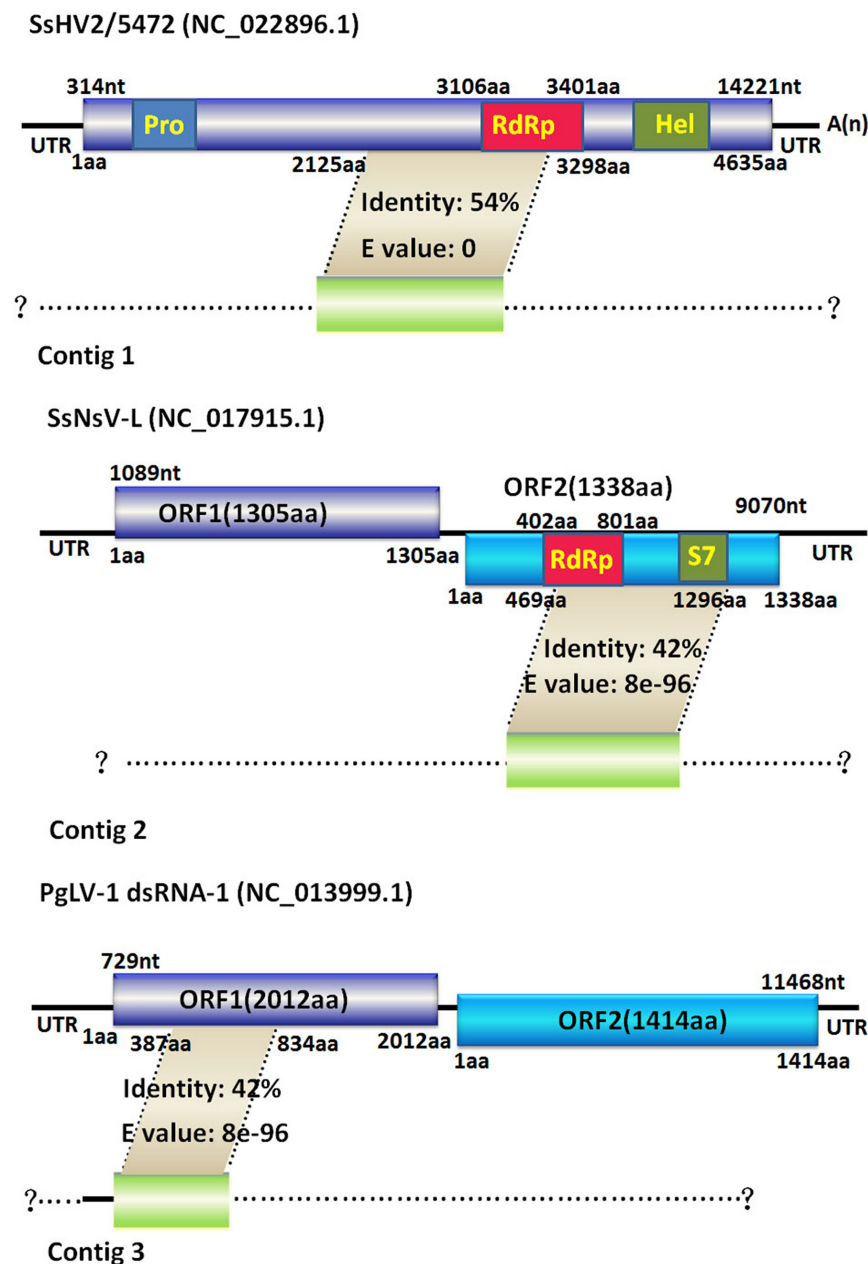 SsHV2/5472 (NC_022896.1)
314nt 3106aa 3401aa 14221nt
Pro RdRp Hel A(n)
UTR 1aa 2125aa 3298aa 4635aa UTR
Identity: 54%
E value: 0
? ?
Contig 1
SsNsV-L (NC_017915.1)
1089nt ORF2(1338aa) 9070nt
ORF1(1305aa) 402aa 801aa
UTR 1aa 1305aa RdRp S7 UTR
1aa 469aa 1296aa 1338aa
Identity: 42%
E value: 8e-96
? ?
Contig 2
PgLV-1 dsRNA-1 (NC_013999.1)
729nt 11468nt
ORF1(2012aa) ORF2(1414aa)
UTR 1aa 387aa 834aa 2012aa 1aa 1414aa UTR
Identity: 42%
E value: 8e-96
? ?
Contig 3